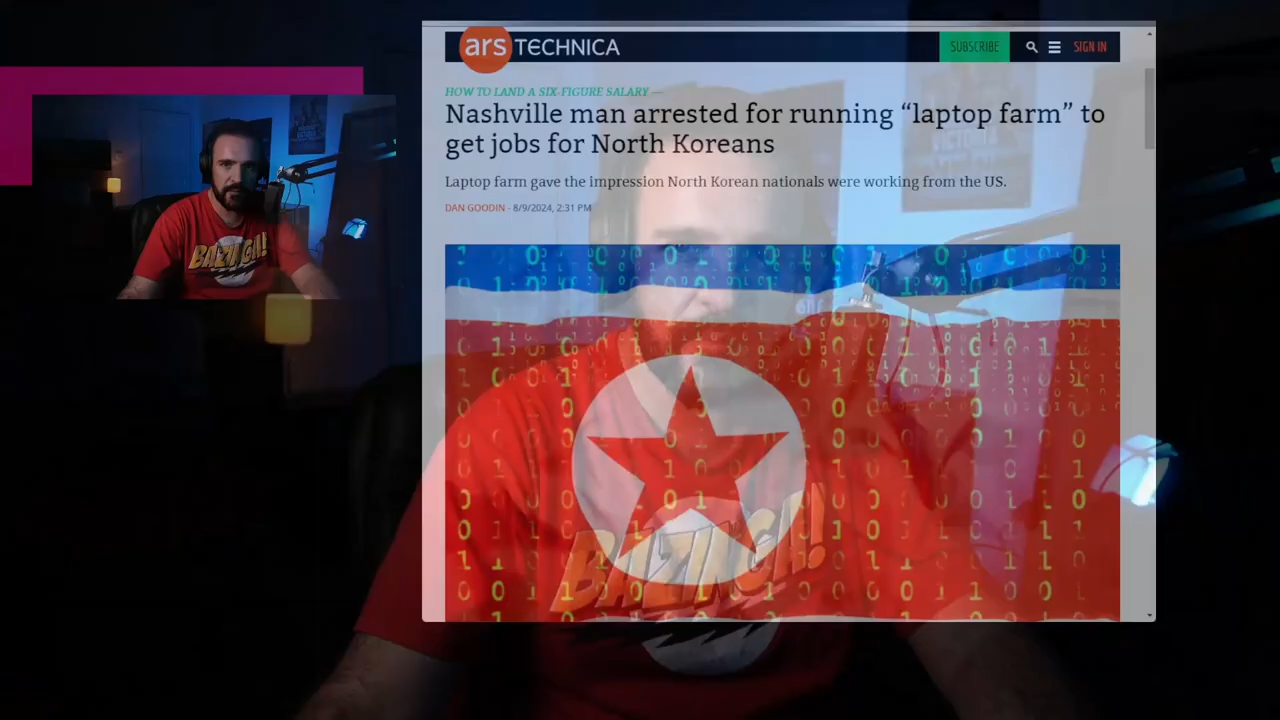 ars TECHNICA
SUBSCRIBE
SIGN IN
HOW TO LAND A SIX-FIGURE SALARY —
Nashville man arrested for running “laptop farm” to
get jobs for North Koreans
Laptop farm gave the impression North Korean nationals were working from the US.
DAN GOODIN - 8/9/2024, 2:31 PM
BAZINGA!
BAZINGA!